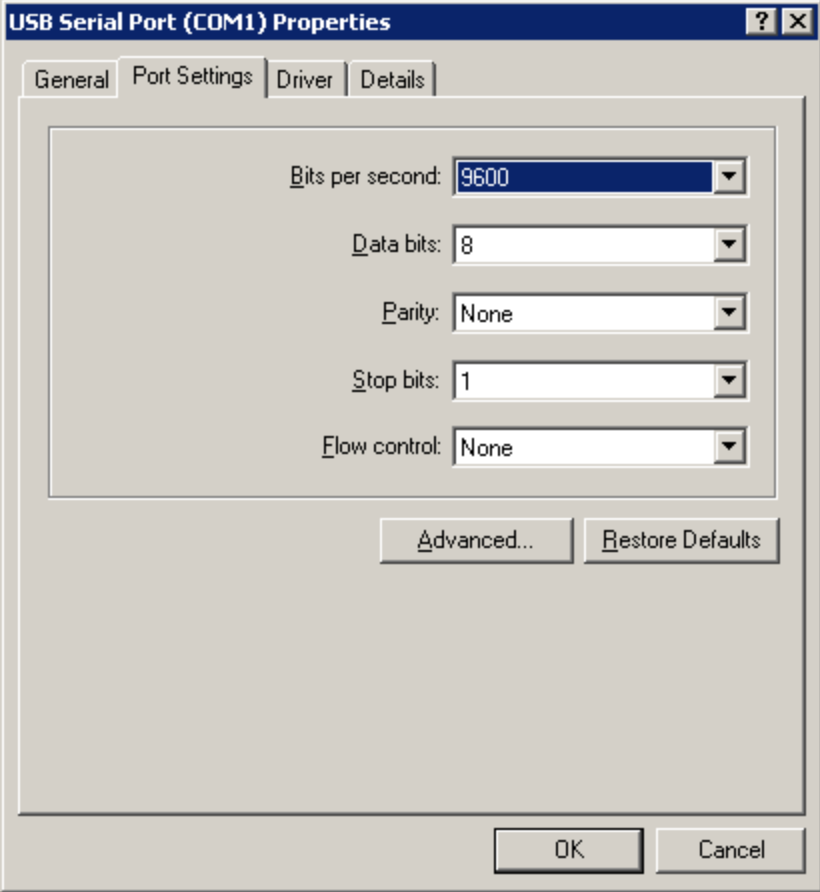 USB Serial Port (COM1) Properties
?
General Port Settings Driver Details
Bits per second: 9600
Data bits: 8
Parity: None
Stop bits: 1
Flow control: None
Advanced... Restore Defaults
OK Cancel